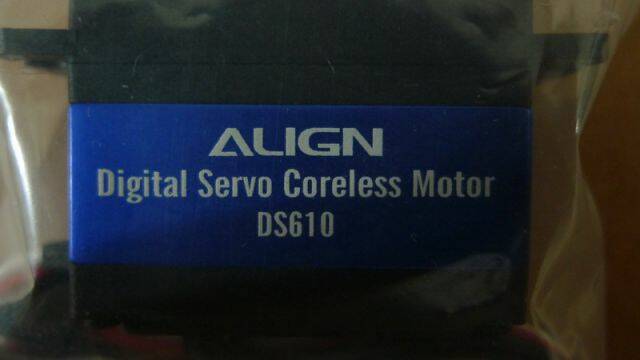 ALIGN
Digital Servo Coreless Motor
DS610